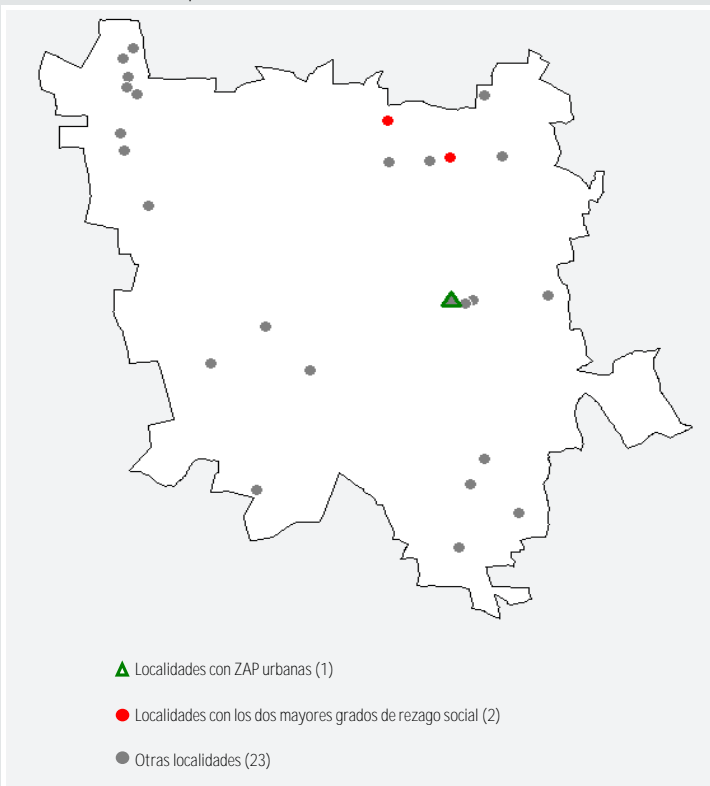 Localidades con ZAP urbanas (1)
Localidades con los dos mayores grados de rezago social (2)
Otras localidades (23)